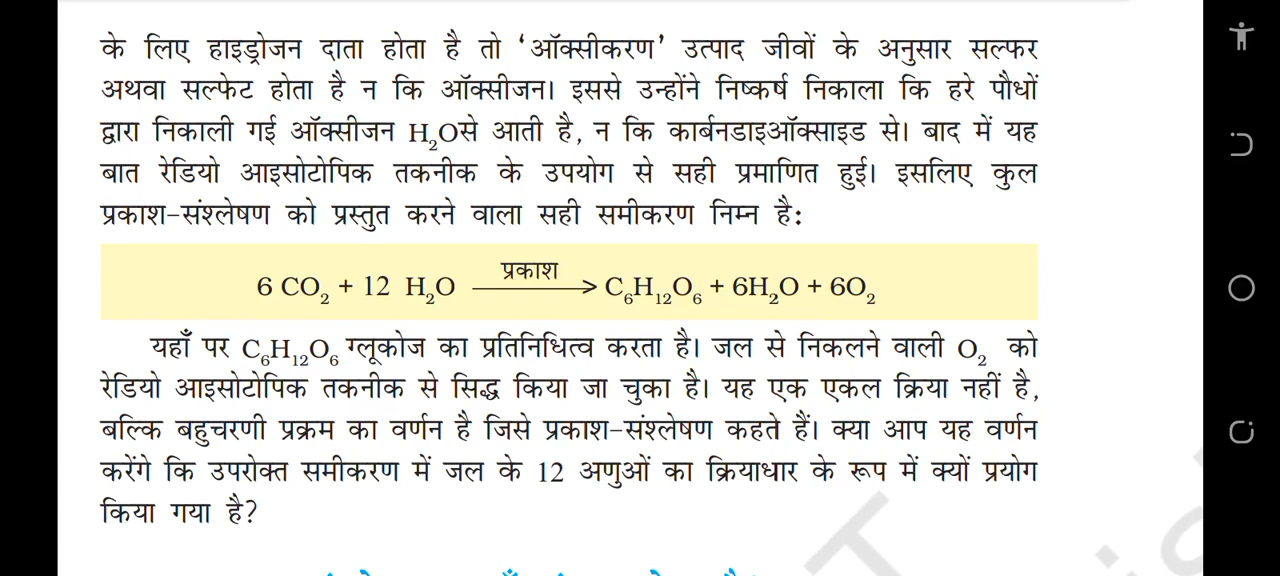 के लिए हाइड्रोजन दाता होता है तो 'ऑक्सीकरण' उत्पाद जीवों के अनुसार सल्फर
अथवा सल्फेट होता है न कि ऑक्सीजन। इससे उन्होंने निष्कर्ष निकाला कि हरे पौधों
द्वारा निकाली गई ऑक्सीजन H₂Oसे आती है, न कि कार्बनडाइऑक्साइड से। बाद में यह
बात रेडियो आइसोटोपिक तकनीक के उपयोग से सही प्रमाणित हुई। इसलिए कुल
प्रकाश-संश्लेषण को प्रस्तुत करने वाला सही समीकरण निम्न है:
प्रकाश
6 CO₂ + 12 H₂O ———> C₆H₁₂O₆ + 6H₂O + 6O₂
यहाँ पर C₆H₁₂O₆ ग्लूकोज का प्रतिनिधित्व करता है। जल से निकलने वाली O₂ को
रेडियो आइसोटोपिक तकनीक से सिद्ध किया जा चुका है। यह एक एकल क्रिया नहीं है,
बल्कि बहुचरणी प्रक्रम का वर्णन है जिसे प्रकाश-संश्लेषण कहते हैं। क्या आप यह वर्णन
करेंगे कि उपरोक्त समीकरण में जल के 12 अणुओं का क्रियाधार के रूप में क्यों प्रयोग
किया गया है?